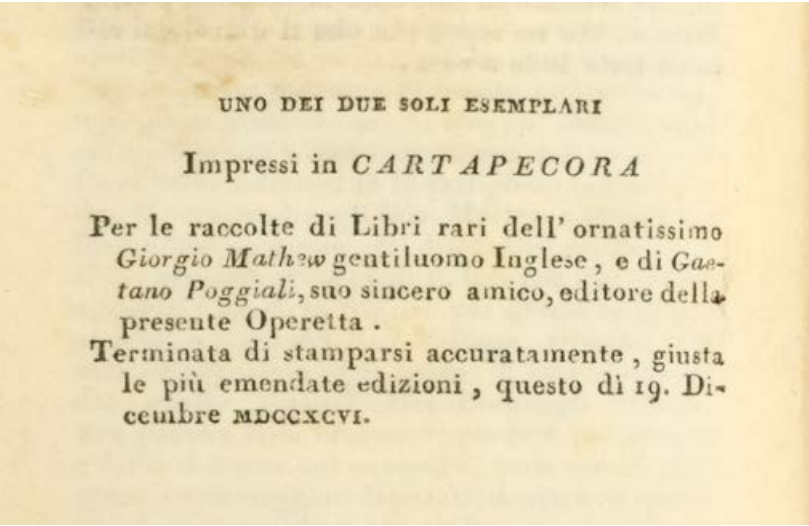 UNO DEI DUE SOLI ESEMPLARI
Impressi in CARTAPECORA
Per le raccolte di Libri rari dell' ornatissimo
Giorgio Mathew gentiluomo Inglese, e di Gae-
tano Poggiali, suo sincero amico, editore della
presente Operetta.
Terminata di stamparsi accuratamente, giusta
le più emendate edizioni, questo dì 19. Di-
cembre MDCCXCVI.